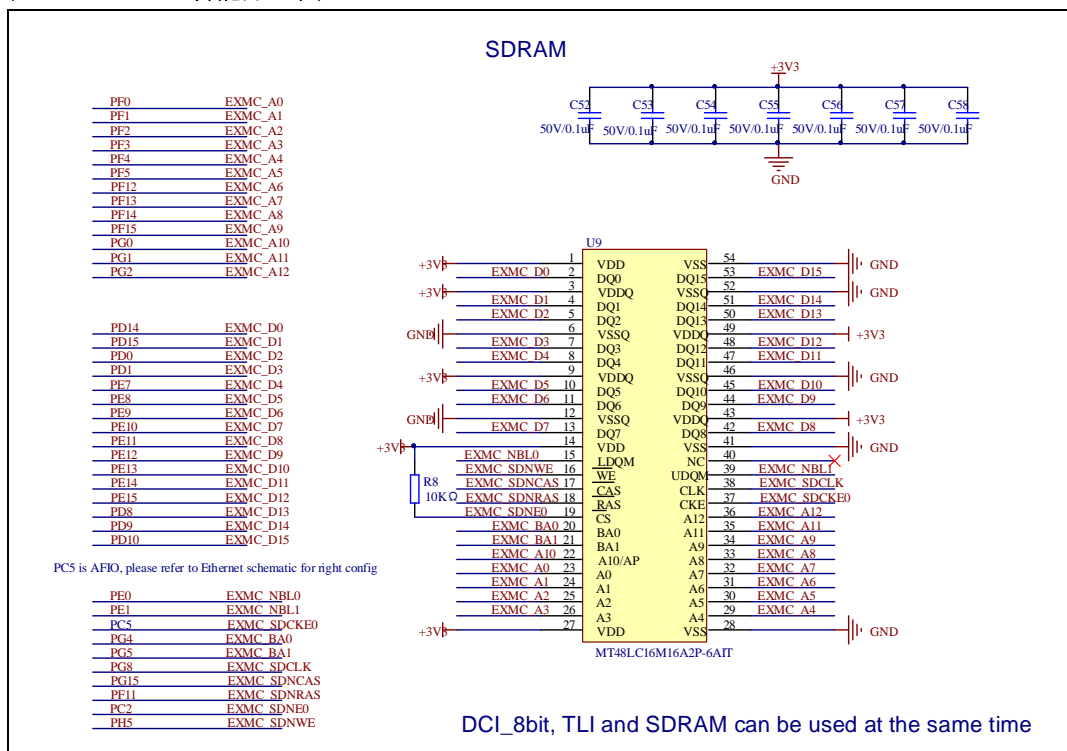 SDRAM
+3V3
C52 C53 C54 C55 C56 C57 C58
50V/0.1uF 50V/0.1uF 50V/0.1uF 50V/0.1uF 50V/0.1uF 50V/0.1uF 50V/0.1uF
GND
PF0 EXMC_A0
PF1 EXMC_A1
PF2 EXMC_A2
PF3 EXMC_A3
PF4 EXMC_A4
PF5 EXMC_A5
PF12 EXMC_A6
PF13 EXMC_A7
PF14 EXMC_A8
PF15 EXMC_A9
PG0 EXMC_A10
PG1 EXMC_A11
PG2 EXMC_A12
PD14 EXMC_D0
PD15 EXMC_D1
PD0 EXMC_D2
PD1 EXMC_D3
PE7 EXMC_D4
PE8 EXMC_D5
PE9 EXMC_D6
PE10 EXMC_D7
PE11 EXMC_D8
PE12 EXMC_D9
PE13 EXMC_D10
PE14 EXMC_D11
PE15 EXMC_D12
PD8 EXMC_D13
PD9 EXMC_D14
PD10 EXMC_D15
PC5 is AFIO, please refer to Ethernet schematic for right config
PE0 EXMC_NBL0
PE1 EXMC_NBL1
PC5 EXMC_SDCKE0
PG4 EXMC_BA0
PG5 EXMC_BA1
PG8 EXMC_SDCLK
PG15 EXMC_SDNCAS
PF11 EXMC_SDNRAS
PC2 EXMC_SDNE0
PH5 EXMC_SDNWE
U9
+3V3 1 VDD VSS 54 GND
EXMC_D0 2 DQ0 DQ15 53 EXMC_D15
+3V3 3 VDDQ VSSQ 52 GND
EXMC_D1 4 DQ1 DQ14 51 EXMC_D14
EXMC_D2 5 DQ2 DQ13 50 EXMC_D13
GND 6 VSSQ VDDQ 49 +3V3
EXMC_D3 7 DQ3 DQ12 48 EXMC_D12
EXMC_D4 8 DQ4 DQ11 47 EXMC_D11
+3V3 9 VDDQ VSSQ 46 GND
EXMC_D5 10 DQ5 DQ10 45 EXMC_D10
EXMC_D6 11 DQ6 DQ9 44 EXMC_D9
GND 12 VSSQ VDDQ 43 +3V3
EXMC_D7 13 DQ7 DQ8 42 EXMC_D8
+3V3 14 VDD VSS 41 GND
EXMC_NBL0 15 LDQM NC 40
EXMC_SDNWE 16 WE UDQM 39 EXMC_NBL1
EXMC_SDNCAS 17 CAS CLK 38 EXMC_SDCLK
EXMC_SDNRAS 18 RAS CKE 37 EXMC_SDCKE0
EXMC_SDNE0 19 CS A12 36 EXMC_A12
EXMC_BA0 20 BA0 A11 35 EXMC_A11
EXMC_BA1 21 BA1 A9 34 EXMC_A9
EXMC_A10 22 A10/AP A8 33 EXMC_A8
EXMC_A0 23 A0 A7 32 EXMC_A7
EXMC_A1 24 A1 A6 31 EXMC_A6
EXMC_A2 25 A2 A5 30 EXMC_A5
EXMC_A3 26 A3 A4 29 EXMC_A4
+3V3 27 VDD VSS 28 GND
R8
10KΩ
MT48LC16M16A2P-6AIT
DCI_8bit, TLI and SDRAM can be used at the same time